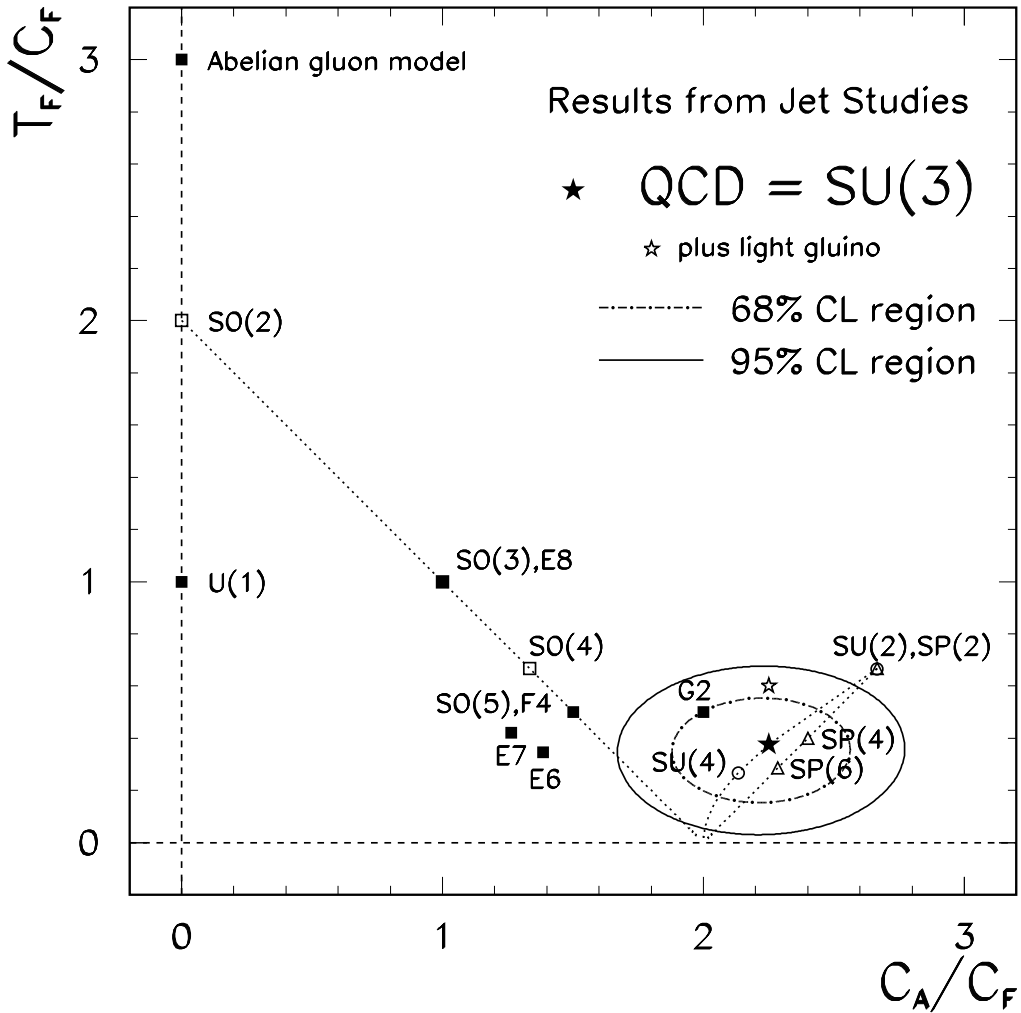 T_F/C_F
3
Abelian gluon model
Results from Jet Studies
QCD = SU(3)
plus light gluino
68% CL region
95% CL region
2
SO(2)
SO(3),E8
1
U(1)
SO(4)
SU(2),SP(2)
G2
SO(5),F4
SP(4)
E7
SU(4)
SP(6)
E6
0
0
1
2
3
C_A/C_F